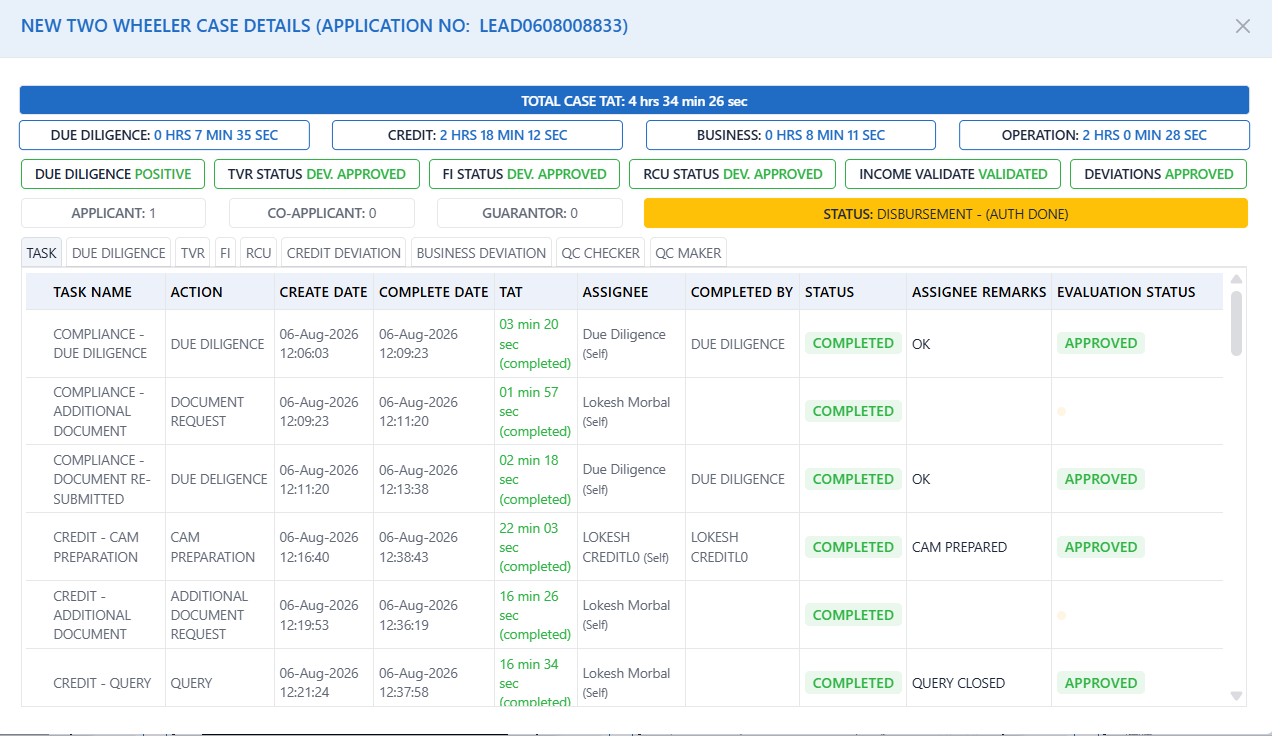 NEW TWO WHEELER CASE DETAILS (APPLICATION NO: LEAD0608008833)
TOTAL CASE TAT: 4 hrs 34 min 26 sec
DUE DILIGENCE: 0 HRS 7 MIN 35 SEC
CREDIT: 2 HRS 18 MIN 12 SEC
BUSINESS: 0 HRS 8 MIN 11 SEC
OPERATION: 2 HRS 0 MIN 28 SEC
DUE DILIGENCE POSITIVE
TVR STATUS DEV. APPROVED
FI STATUS DEV. APPROVED
RCU STATUS DEV. APPROVED
INCOME VALIDATE VALIDATED
DEVIATIONS APPROVED
APPLICANT: 1
CO-APPLICANT: 0
GUARANTOR: 0
STATUS: DISBURSEMENT - (AUTH DONE)
TASK
DUE DILIGENCE
TVR
FI
RCU
CREDIT DEVIATION
BUSINESS DEVIATION
QC CHECKER
QC MAKER
TASK NAME
ACTION
CREATE DATE
COMPLETE DATE
TAT
ASSIGNEE
COMPLETED BY
STATUS
ASSIGNEE REMARKS
EVALUATION STATUS
COMPLIANCE -
DUE DILIGENCE
DUE DILIGENCE
06-Aug-2026
12:06:03
06-Aug-2026
12:09:23
03 min 20
sec
(completed)
Due Diligence
(Self)
DUE DILIGENCE
COMPLETED
OK
APPROVED
COMPLIANCE -
ADDITIONAL
DOCUMENT
DOCUMENT
REQUEST
06-Aug-2026
12:09:23
06-Aug-2026
12:11:20
01 min 57
sec
(completed)
Lokesh Morbal
(Self)
COMPLETED
COMPLIANCE -
DOCUMENT RE-
SUBMITTED
DUE DELIGENCE
06-Aug-2026
12:11:20
06-Aug-2026
12:13:38
02 min 18
sec
(completed)
Due Diligence
(Self)
DUE DILIGENCE
COMPLETED
OK
APPROVED
CREDIT - CAM
PREPARATION
CAM
PREPARATION
06-Aug-2026
12:16:40
06-Aug-2026
12:38:43
22 min 03
sec
(completed)
LOKESH
CREDITL0 (Self)
LOKESH
CREDITL0
COMPLETED
CAM PREPARED
APPROVED
CREDIT -
ADDITIONAL
DOCUMENT
ADDITIONAL
DOCUMENT
REQUEST
06-Aug-2026
12:19:53
06-Aug-2026
12:36:19
16 min 26
sec
(completed)
Lokesh Morbal
(Self)
COMPLETED
CREDIT - QUERY
QUERY
06-Aug-2026
12:21:24
06-Aug-2026
12:37:58
16 min 34
sec
(completed)
Lokesh Morbal
(Self)
COMPLETED
QUERY CLOSED
APPROVED